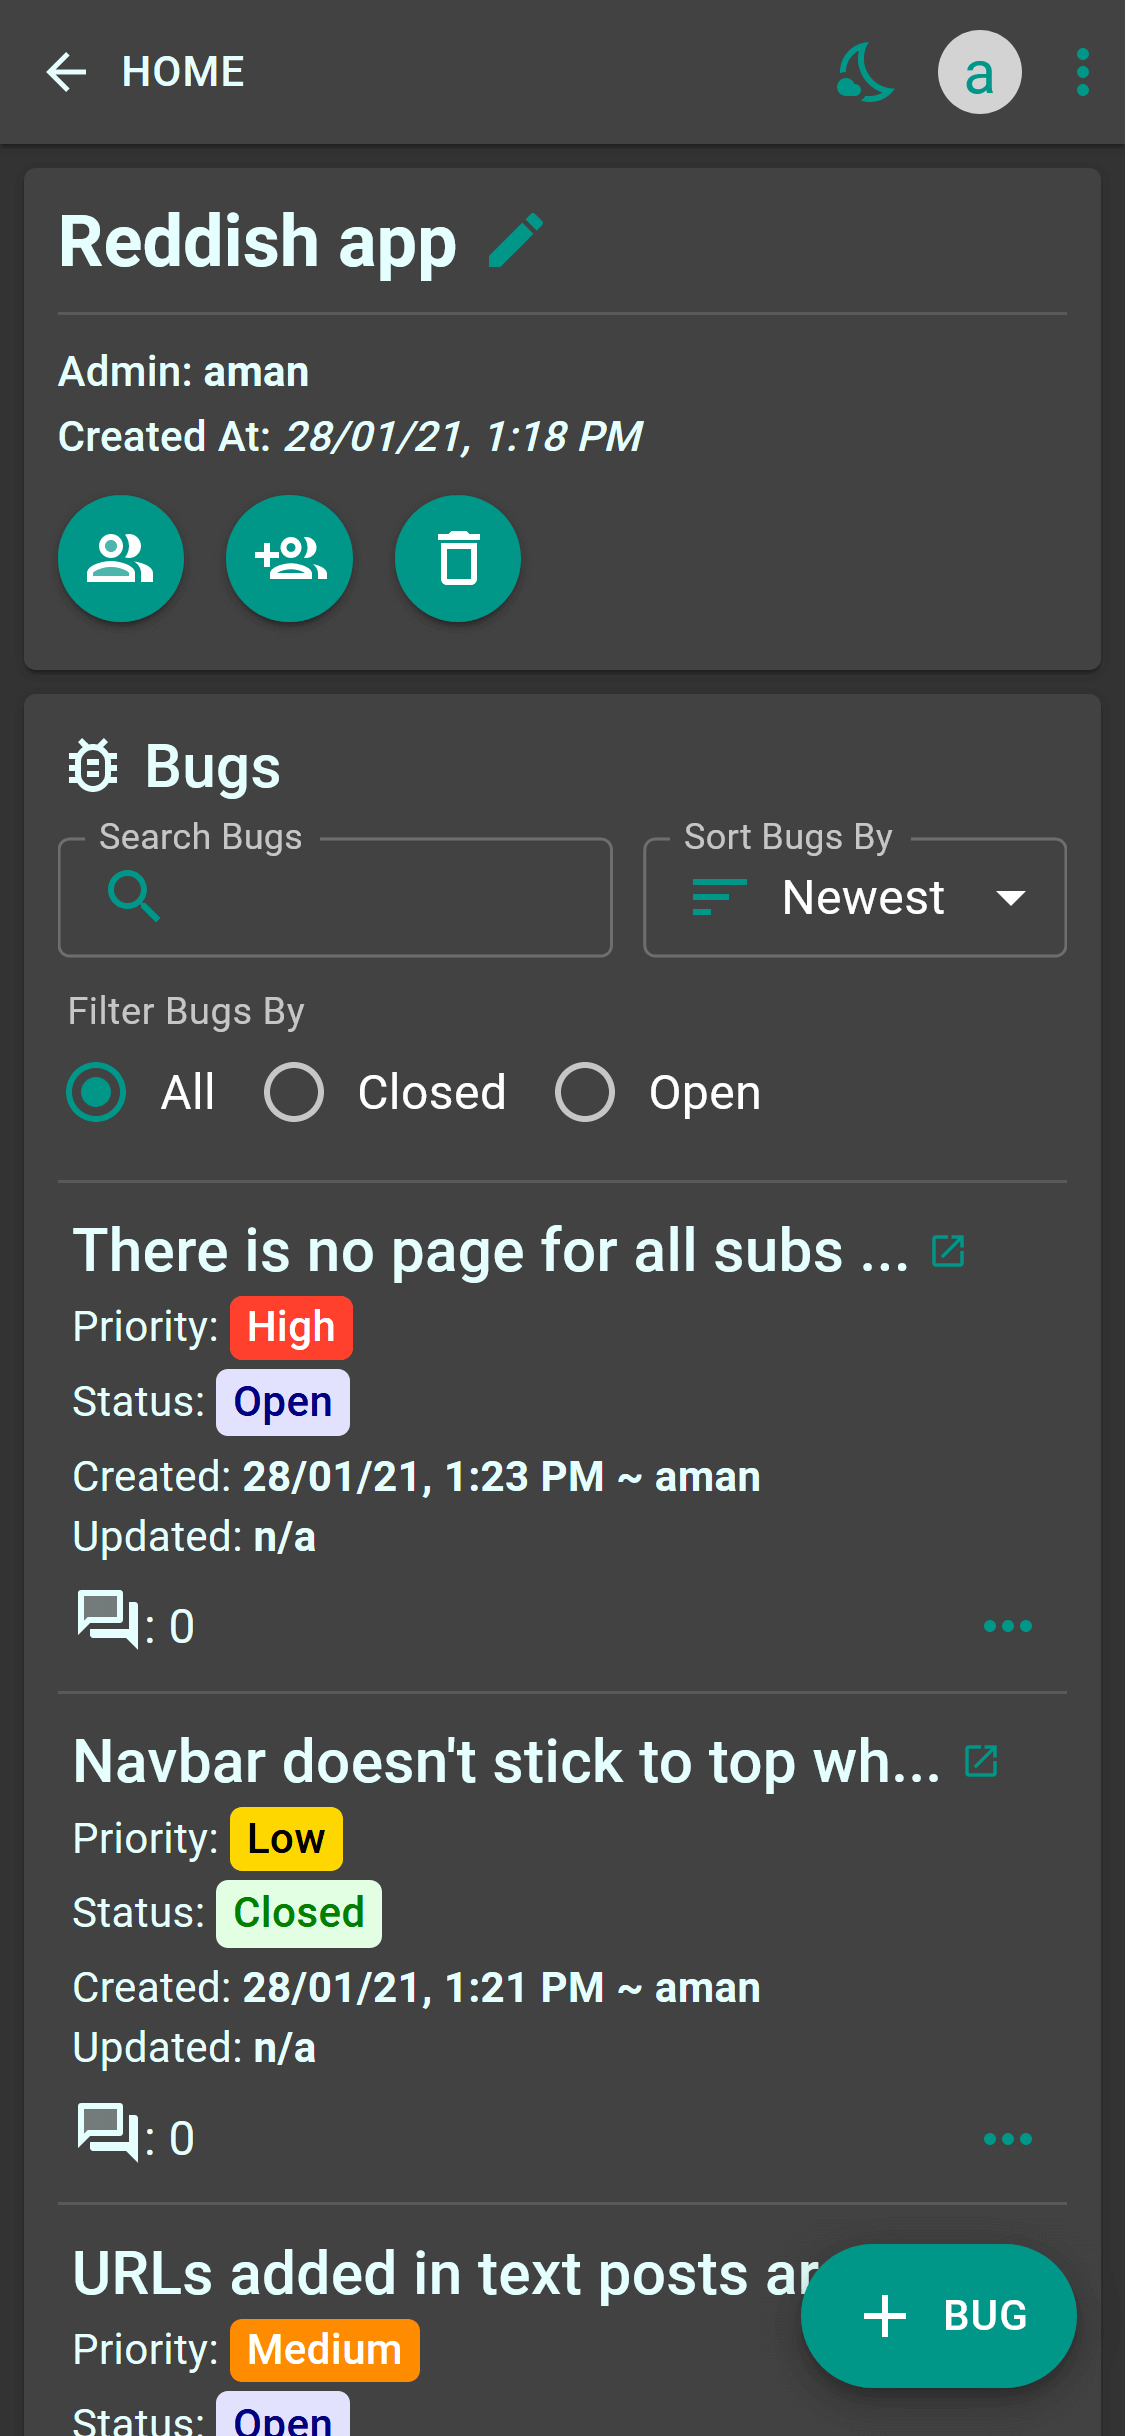 HOME
a
Reddish app
Admin: aman
Created At: 28/01/21, 1:18 PM
Bugs
Search Bugs
Sort Bugs By
Newest
Filter Bugs By
All
Closed
Open
There is no page for all subs ...
Priority: High
Status: Open
Created: 28/01/21, 1:23 PM ~ aman
Updated: n/a
: 0
Navbar doesn't stick to top wh...
Priority: Low
Status: Closed
Created: 28/01/21, 1:21 PM ~ aman
Updated: n/a
: 0
URLs added in text posts
BUG
Priority: Medium
Status: Open